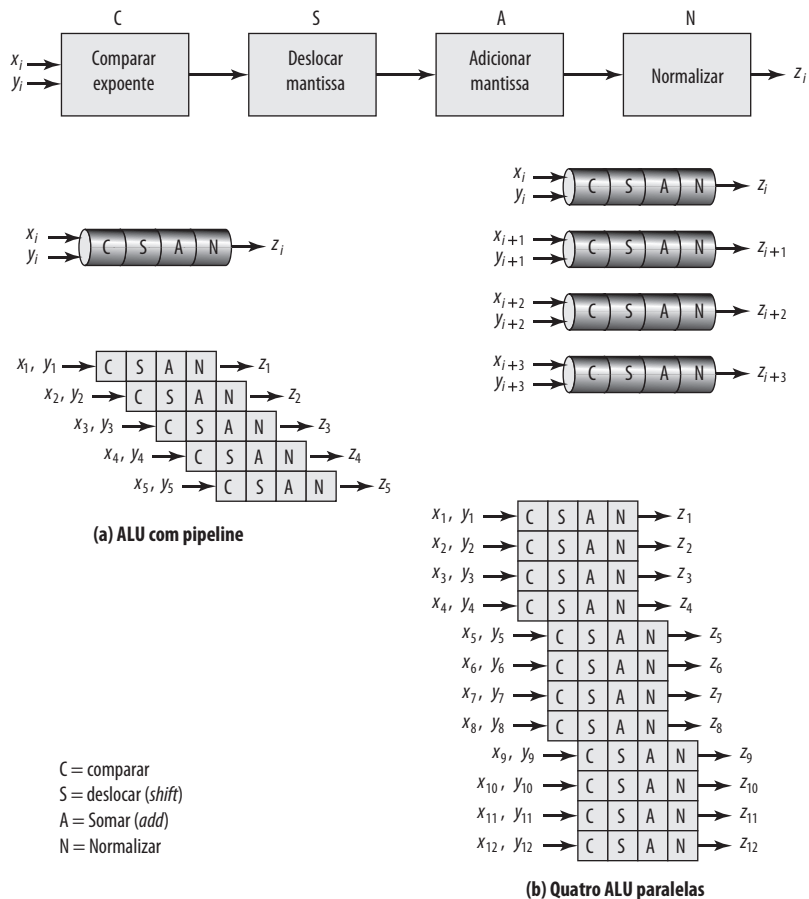 C S A N
xi
yi
Comparar expoente
Deslocar mantissa
Adicionar mantissa
Normalizar
zi
xi
yi
C S A N
zi
x1, y1 C S A N z1
x2, y2 C S A N z2
x3, y3 C S A N z3
x4, y4 C S A N z4
x5, y5 C S A N z5
(a) ALU com pipeline
C = comparar
S = deslocar (shift)
A = Somar (add)
N = Normalizar
xi
yi
C S A N
zi
xi+1
yi+1
C S A N
zi+1
xi+2
yi+2
C S A N
zi+2
xi+3
yi+3
C S A N
zi+3
x1, y1 C S A N z1
x2, y2 C S A N z2
x3, y3 C S A N z3
x4, y4 C S A N z4
x5, y5 C S A N z5
x6, y6 C S A N z6
x7, y7 C S A N z7
x8, y8 C S A N z8
x9, y9 C S A N z9
x10, y10 C S A N z10
x11, y11 C S A N z11
x12, y12 C S A N z12
(b) Quatro ALU paralelas